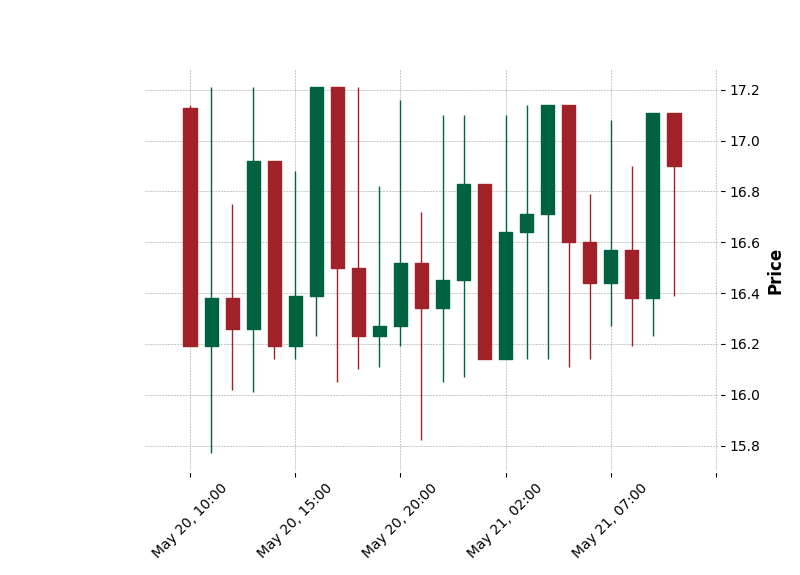 17.2
17.0
16.8
16.6
16.4
16.2
16.0
15.8
Price
May 20, 10:00
May 20, 15:00
May 20, 20:00
May 21, 02:00
May 21, 07:00